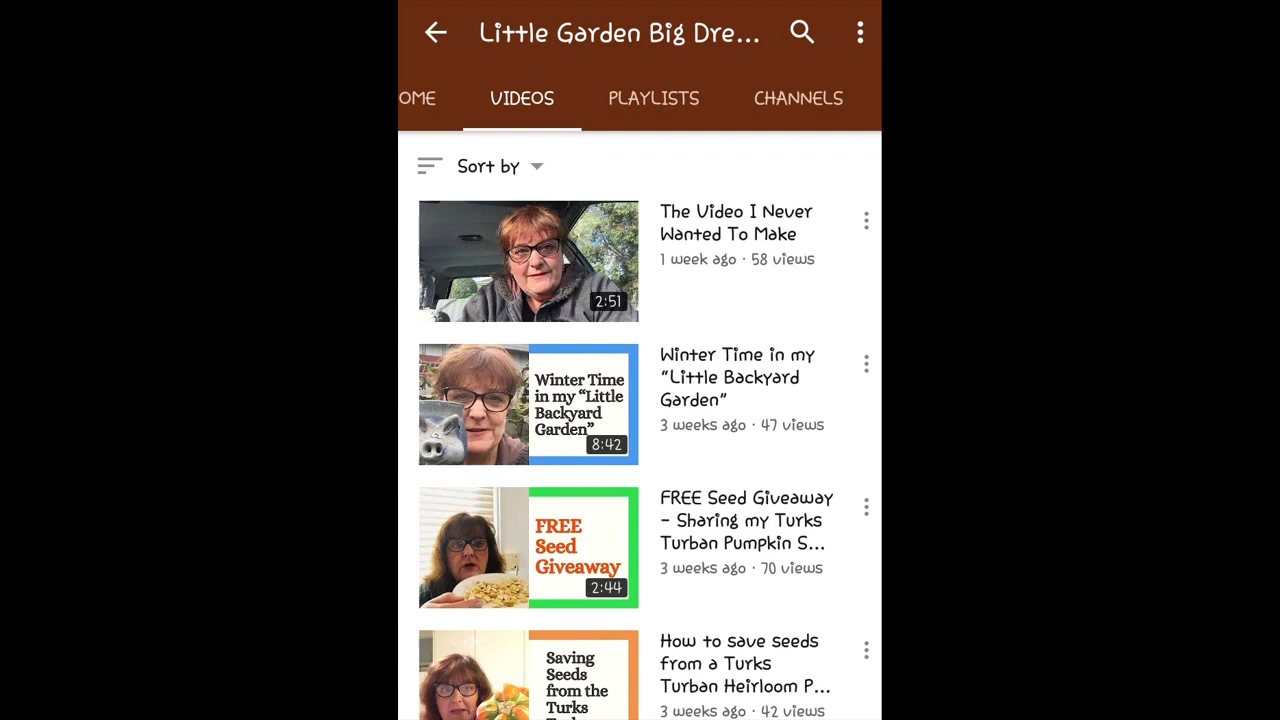 Little Garden Big Dre...
OME VIDEOS PLAYLISTS CHANNELS
Sort by
2:51
The Video I Never
Wanted To Make
1 week ago · 58 views
Winter Time
in my “Little
Backyard
Garden”
8:42
Winter Time in my
“Little Backyard
Garden”
3 weeks ago · 47 views
FREE
Seed
Giveaway
2:44
FREE Seed Giveaway
- Sharing my Turks
Turban Pumpkin S...
3 weeks ago · 70 views
Saving
Seeds
from the
Turks
How to save seeds
from a Turks
Turban Heirloom P...
3 weeks ago · 42 views